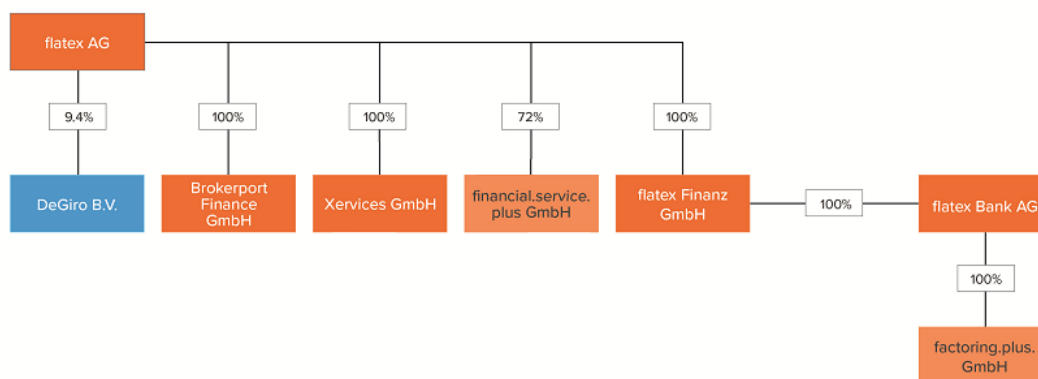 flatex AG
9.4%
100%
100%
72%
100%
DeGiro B.V.
Brokerport
Finance
GmbH
Xervices GmbH
financial.service.
plus GmbH
flatex Finanz
GmbH
100%
flatex Bank AG
100%
factoring.plus.
GmbH